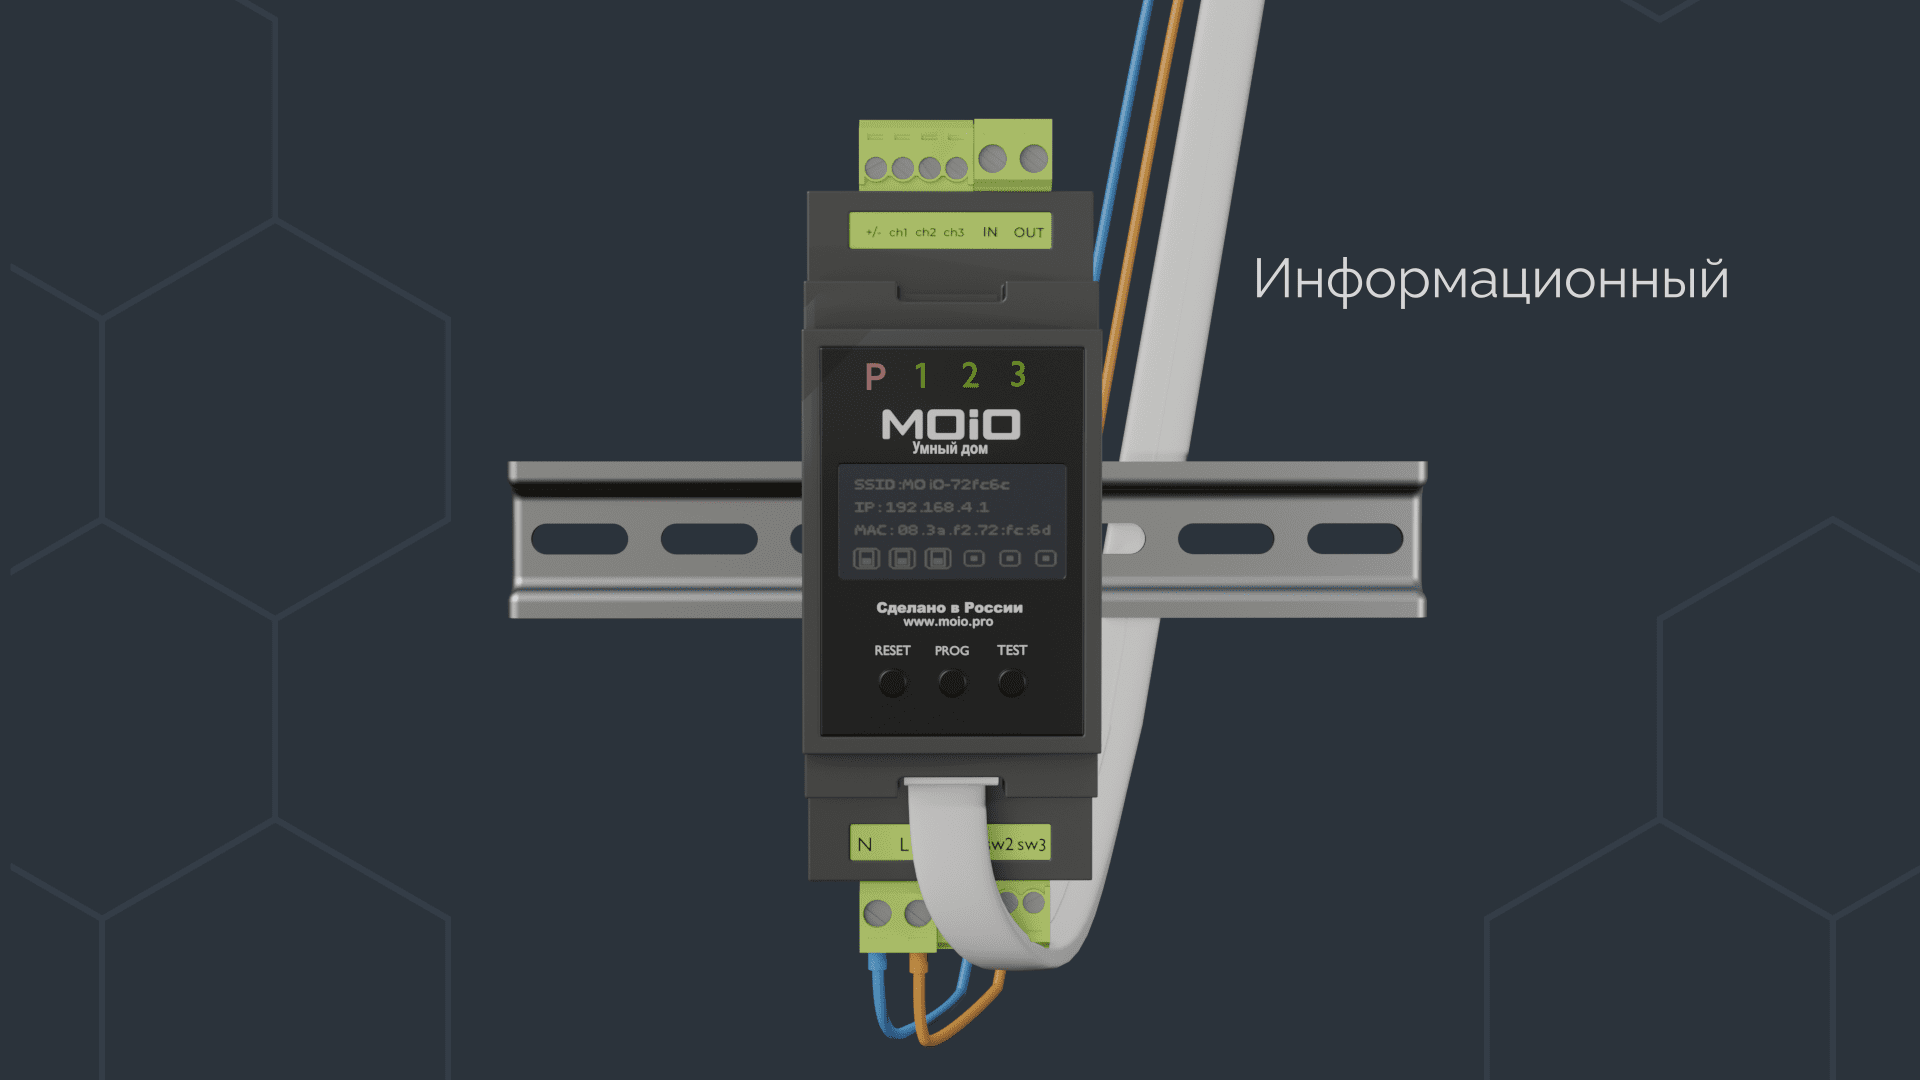 +/- ch1 ch2 ch3 IN OUT
Информационный
P 1 2 3
MOiO
Умный дом
SSID:MOiO-72fc6c
IP:192.168.4.1
MAC:08.3a.f2.72:fc:6d
Сделано в России
www.moio.pro
RESET PROG TEST
N L sw2 sw3